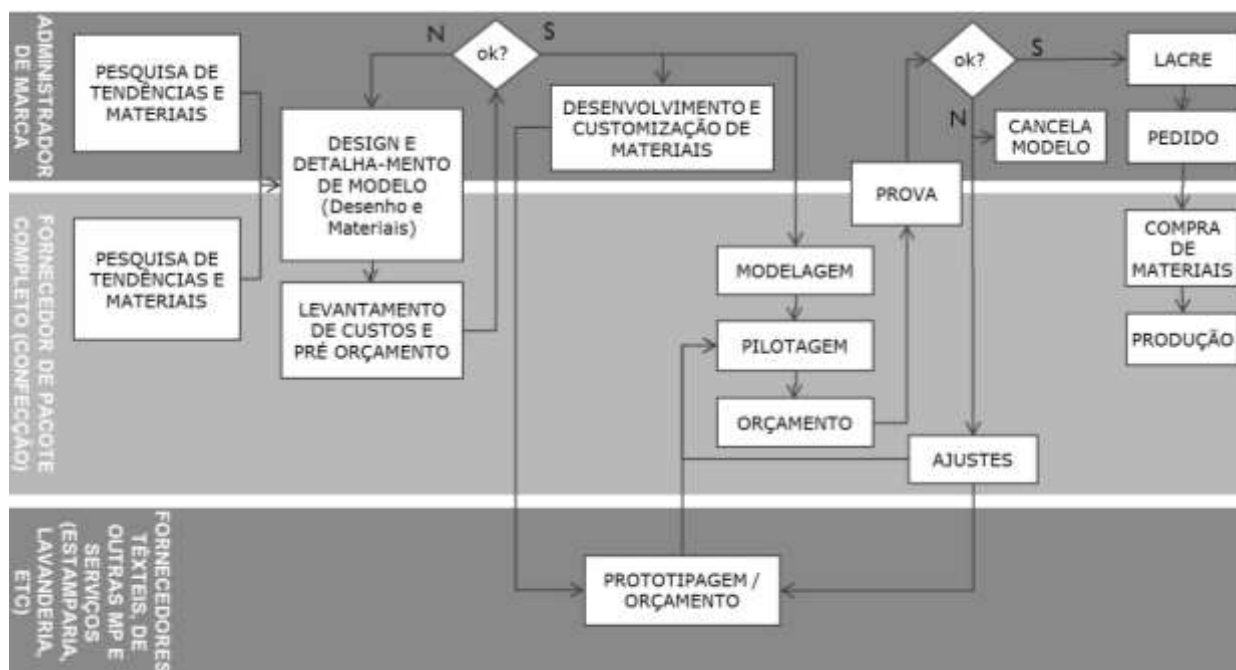 ADMINISTRADOR
DE MARCA
PESQUISA DE
TENDÊNCIAS E
MATERIAIS
DESIGN E
DETALHA-MENTO
DE MODELO
(Desenho e
Materiais)
N
ok?
S
DESENVOLVIMENTO E
CUSTOMIZAÇÃO DE
MATERIAIS
PROVA
ok?
S
N
CANCELA
MODELO
LACRE
PEDIDO
FORNECEDOR DE PACOTE
COMPLETO (CONFECÇÃO)
PESQUISA DE
TENDÊNCIAS E
MATERIAIS
LEVANTAMENTO
DE CUSTOS E
PRÉ ORÇAMENTO
MODELAGEM
PILOTAGEM
ORÇAMENTO
AJUSTES
COMPRA
DE
MATERIAIS
PRODUÇÃO
FORNECEDORES
TÊXTEIS, DE
OUTRAS MP E
SERVIÇOS
(ESTAMPARIA,
LAVANDERIA,
ETC)
PROTOTIPAGEM /
ORÇAMENTO